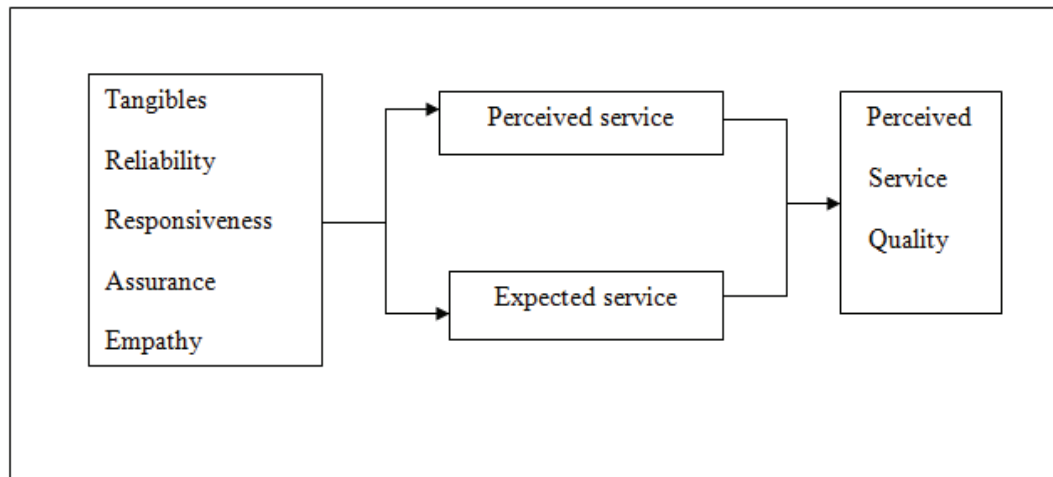 Tangibles
Reliability
Responsiveness
Assurance
Empathy
Perceived service
Expected service
Perceived
Service
Quality